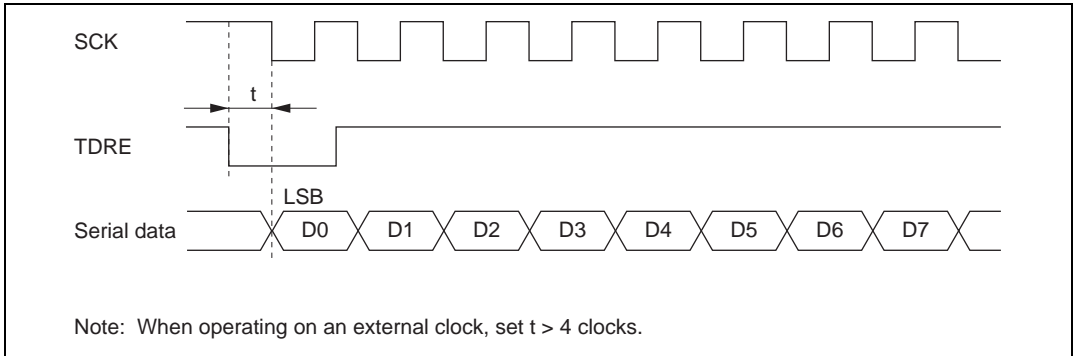 SCK
t
TDRE
LSB
Serial data D0 D1 D2 D3 D4 D5 D6 D7
Note: When operating on an external clock, set t > 4 clocks.